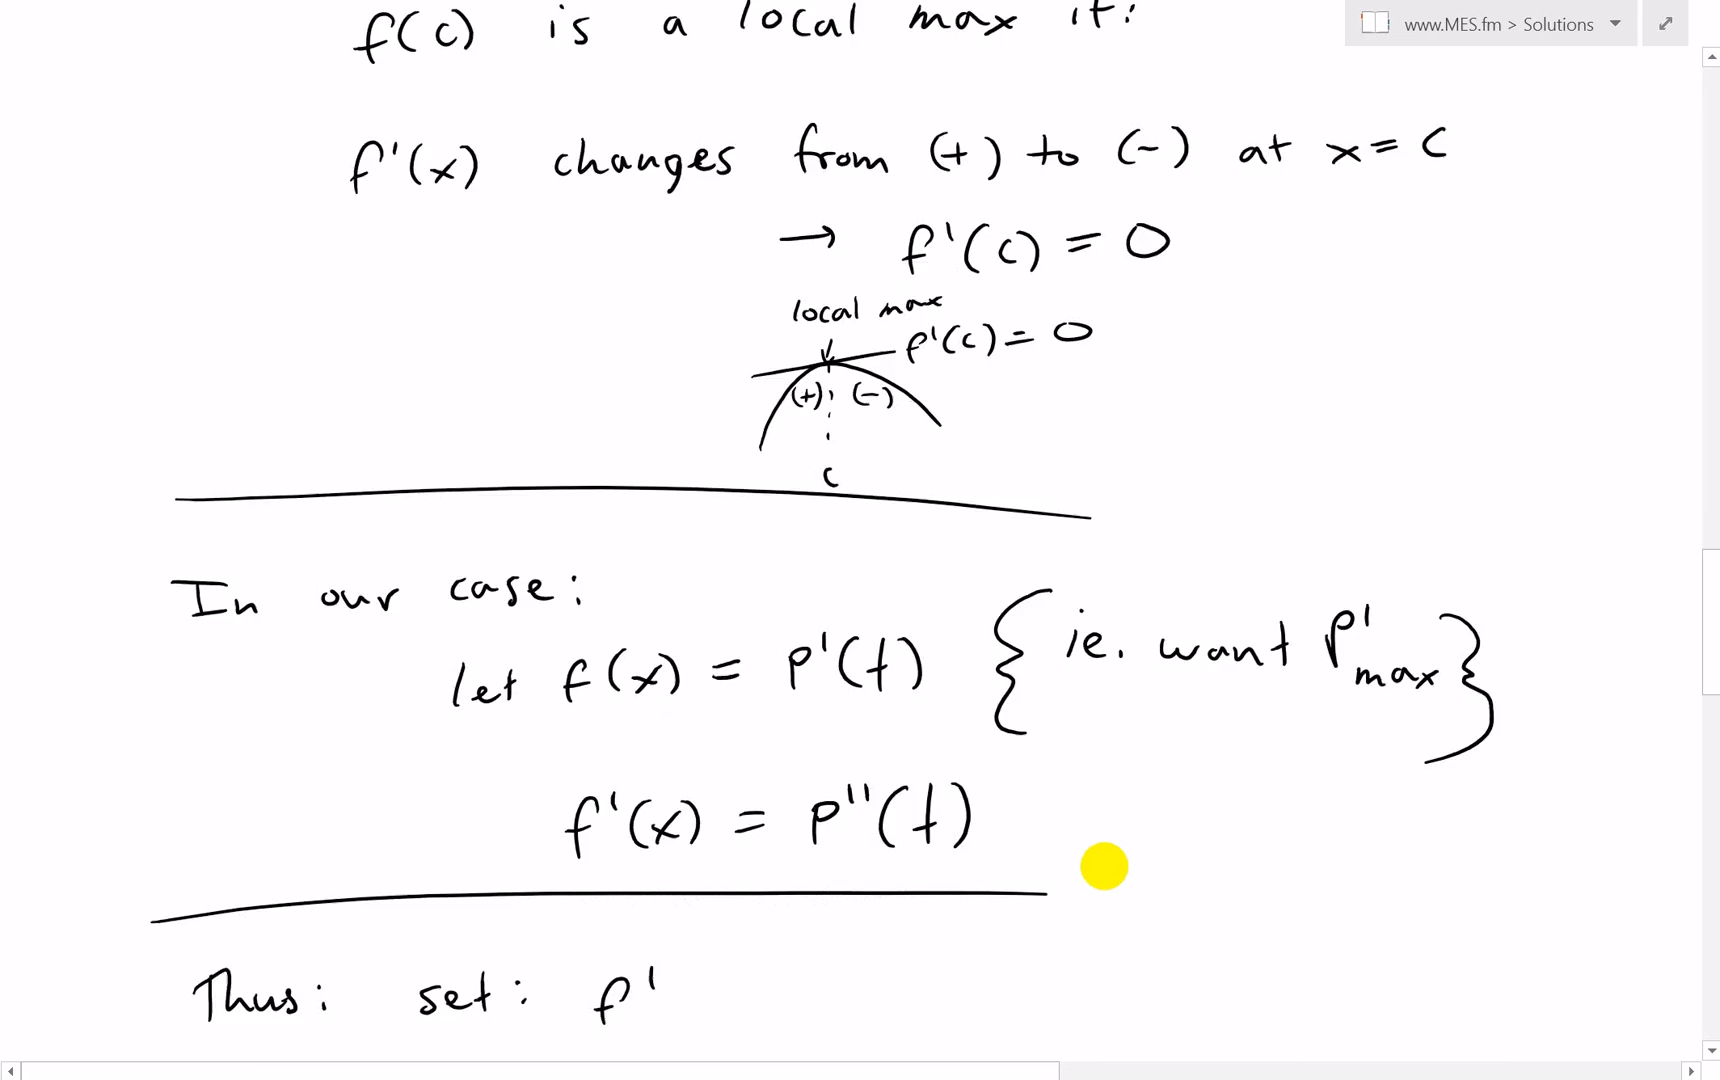 f(c) is a local max if:
www.MES.fm > Solutions
f'(x) changes from (+) to (-) at x = c
→ f'(c) = 0
local max
f'(c) = 0
(+) (-)
c
In our case:
let f(x) = P'(t) { ie. want P'max }
f'(x) = P''(t)
Thus: set: f'